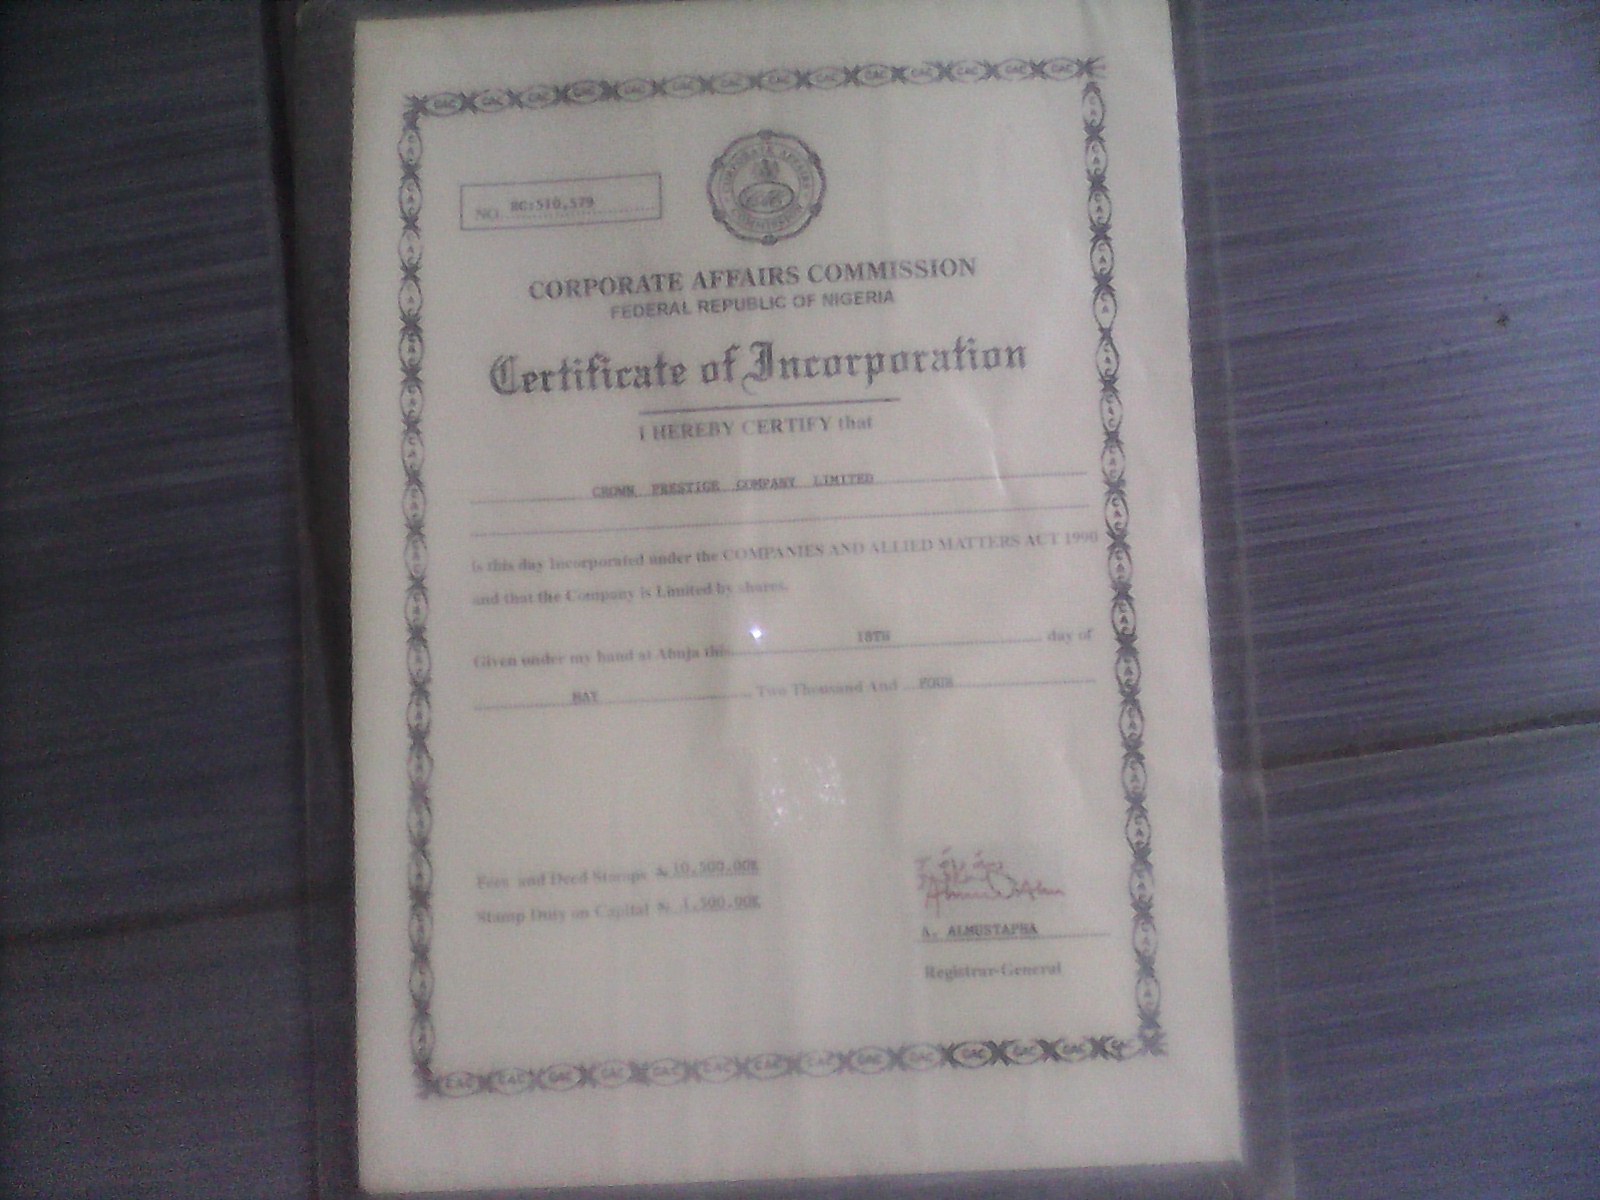 NO. RC:510,579
CORPORATE AFFAIRS COMMISSION
CORPORATE AFFAIRS COMMISSION
FEDERAL REPUBLIC OF NIGERIA
Certificate of Incorporation
I HEREBY CERTIFY that
CROWN PRESTIGE COMPANY LIMITED
is this day Incorporated under the COMPANIES AND ALLIED MATTERS ACT 1990
and that the Company is Limited by shares.
Given under my hand at Abuja this 18TH day of
MAY Two Thousand And FOUR
Fees and Deed Stamps ₦ 10,500.00K
Stamp Duty on Capital ₦ 1,500.00K
A. ALMUSTAPHA
Registrar-General